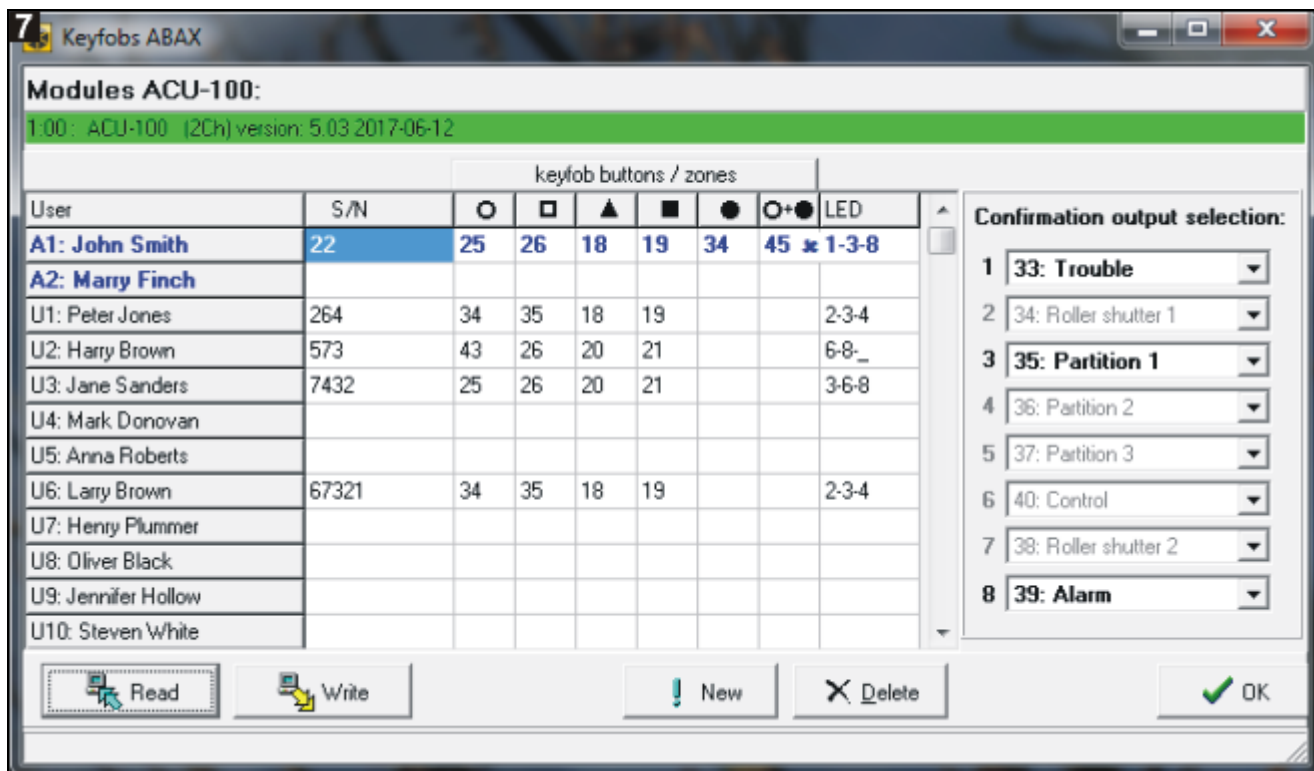 7
Keyfobs ABAX
Modules ACU-100:
1:00 : ACU-100 (2Ch) version: 5.03 2017-06-12
keyfob buttons / zones
User S/N O+● LED
A1: John Smith 22 25 26 18 19 34 45 1-3-8
A2: Marry Finch
U1: Peter Jones 264 34 35 18 19 2-3-4
U2: Harry Brown 573 43 26 20 21 6-8-_
U3: Jane Sanders 7432 25 26 20 21 3-6-8
U4: Mark Donovan
U5: Anna Roberts
U6: Larry Brown 67321 34 35 18 19 2-3-4
U7: Henry Plummer
U8: Oliver Black
U9: Jennifer Hollow
U10: Steven White
Confirmation output selection:
1 33: Trouble
2 34: Roller shutter 1
3 35: Partition 1
4 36: Partition 2
5 37: Partition 3
6 40: Control
7 38: Roller shutter 2
8 39: Alarm
Read Write New Delete OK